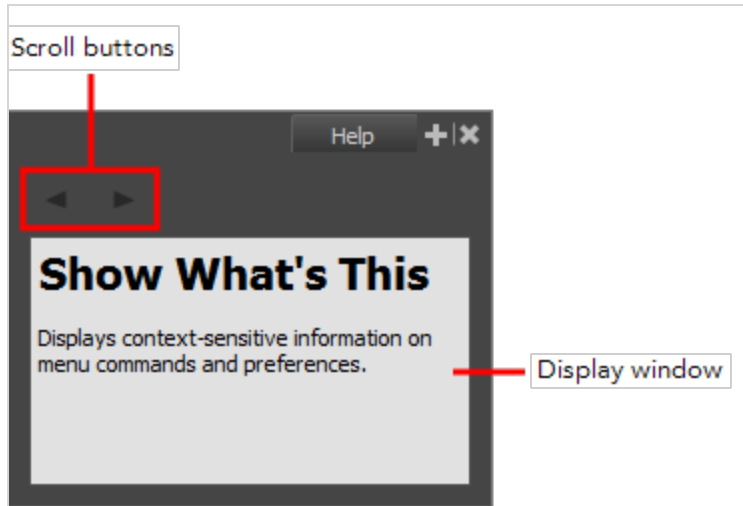 Scroll buttons
Help
Show What's This
Displays context-sensitive information on
menu commands and preferences.
Display window